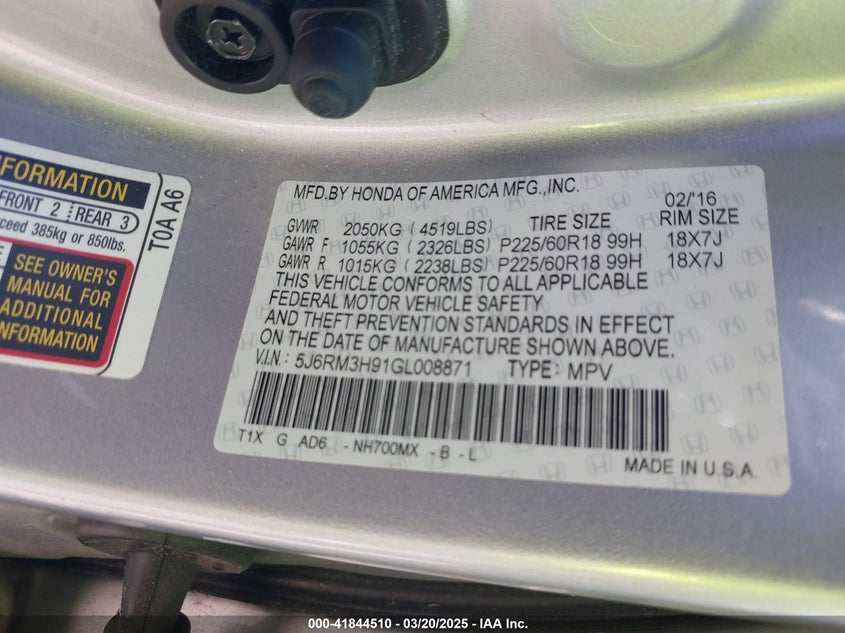 FORMATION
FRONT 2 REAR 3
ceed 385kg or 850lbs.
SEE OWNER'S
MANUAL FOR
ADDITIONAL
INFORMATION
TOA A6
MFD.BY HONDA OF AMERICA MFG.,INC.
02/'16
GVWR 2050KG (4519LBS) TIRE SIZE RIM SIZE
GAWR F 1055KG (2326LBS) P225/60R18 99H 18X7J
GAWR R 1015KG (2238LBS) P225/60R18 99H 18X7J
THIS VEHICLE CONFORMS TO ALL APPLICABLE
FEDERAL MOTOR VEHICLE SAFETY
AND THEFT PREVENTION STANDARDS IN EFFECT
ON THE DATE OF MANUFACTURE SHOWN ABOVE.
V.I.N: 5J6RM3H91GL008871 TYPE: MPV
T1X G AD6 -NH700MX -B-L
MADE IN U.S.A.
000-41844510 - 03/20/2025 - IAA Inc.